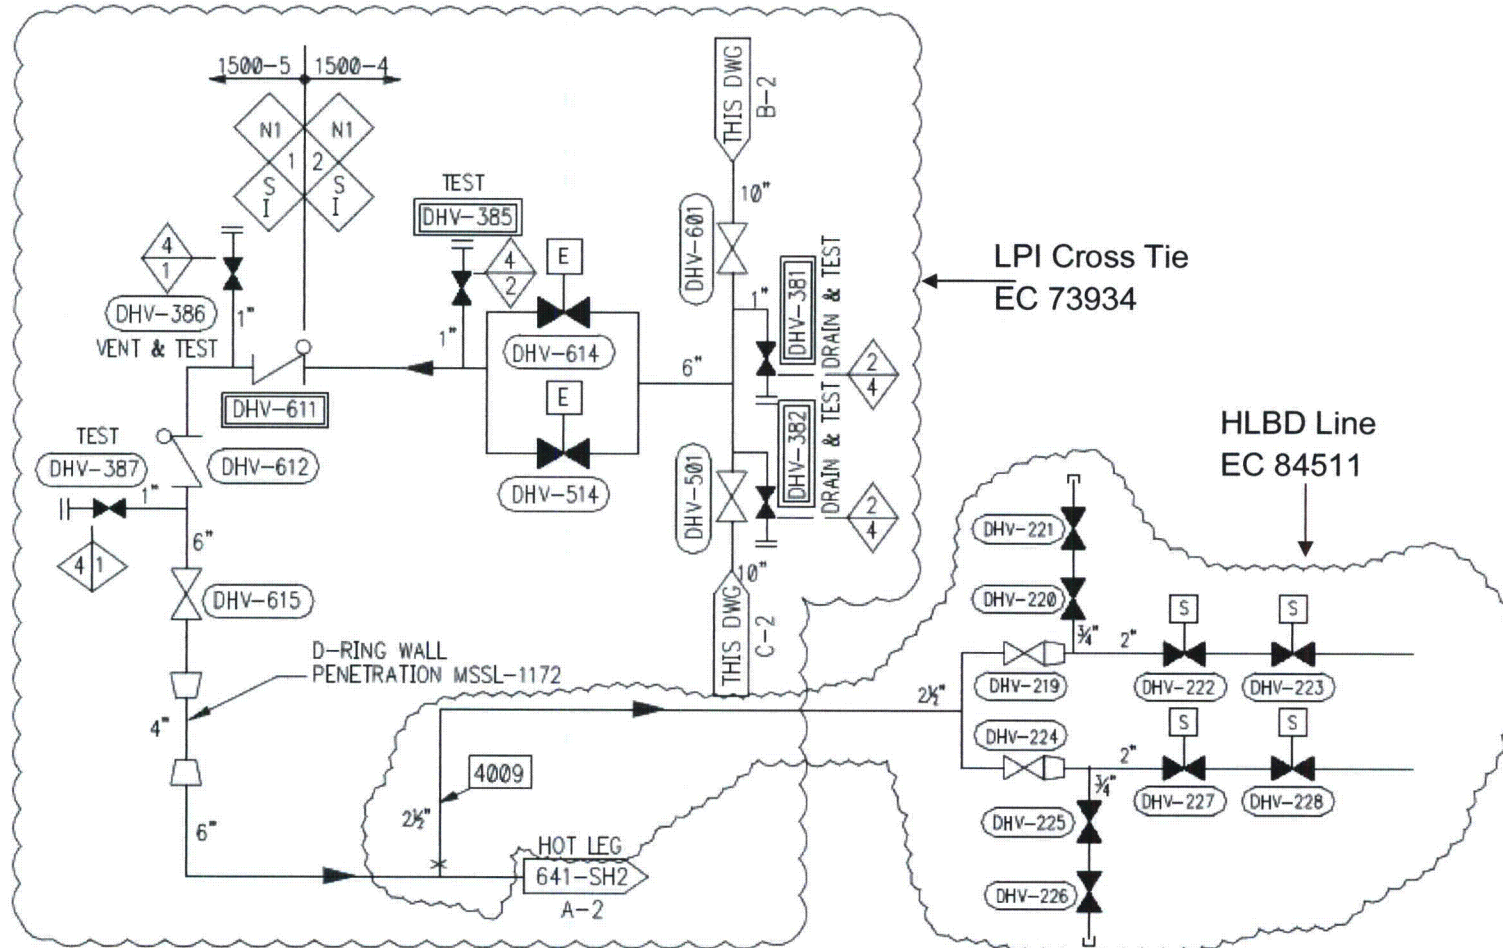 1500-5 1500-4
N1 N1
1 2
S
I
S
I
THIS DWG
B-2
10"
TEST
DHV-385
4
2
E
DHV-614
1"
4
1
DHV-386
1"
VENT & TEST
DHV-611
E
DHV-514
6"
DHV-601
1"
DHV-381
DRAIN & TEST
2
4
DHV-382
DRAIN & TEST
2
4
DHV-501
10"
THIS DWG
C-2
LPI Cross Tie
EC 73934
TEST
DHV-387
1"
4 1
DHV-612
6"
DHV-615
D-RING WALL
PENETRATION MSSL-1172
4"
6"
4009
2½"
HOT LEG
641-SH2
A-2
HLBD Line
EC 84511
DHV-221
DHV-220
¾"
2"
S
S
DHV-219
DHV-222
DHV-223
2½"
DHV-224
S
S
2"
¾"
DHV-227
DHV-228
DHV-225
DHV-226